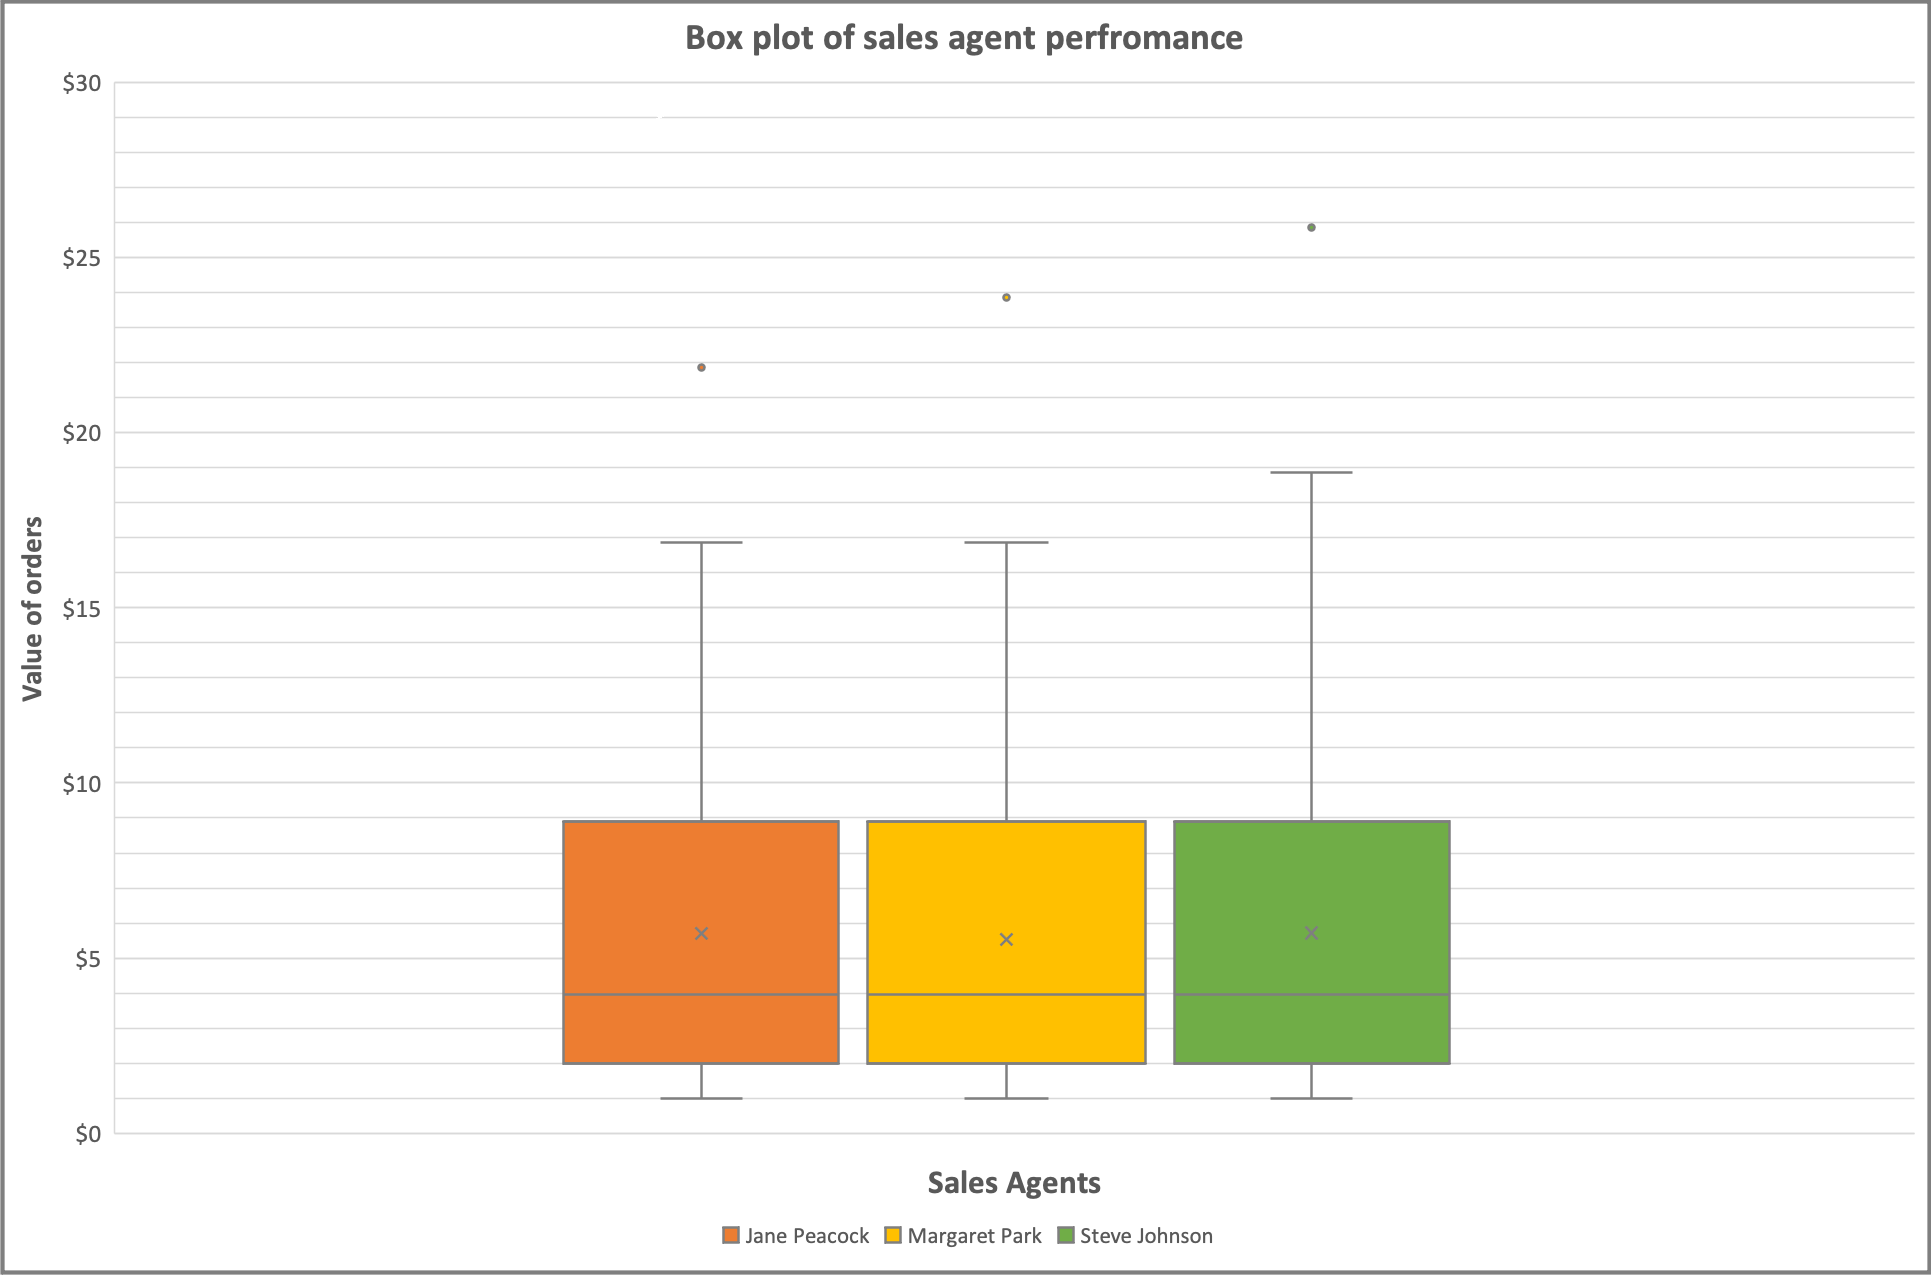 Box plot of sales agent perfromance
$30
$25
$20
$15
$10
$5
$0
Value of orders
Sales Agents
Jane Peacock Margaret Park Steve Johnson